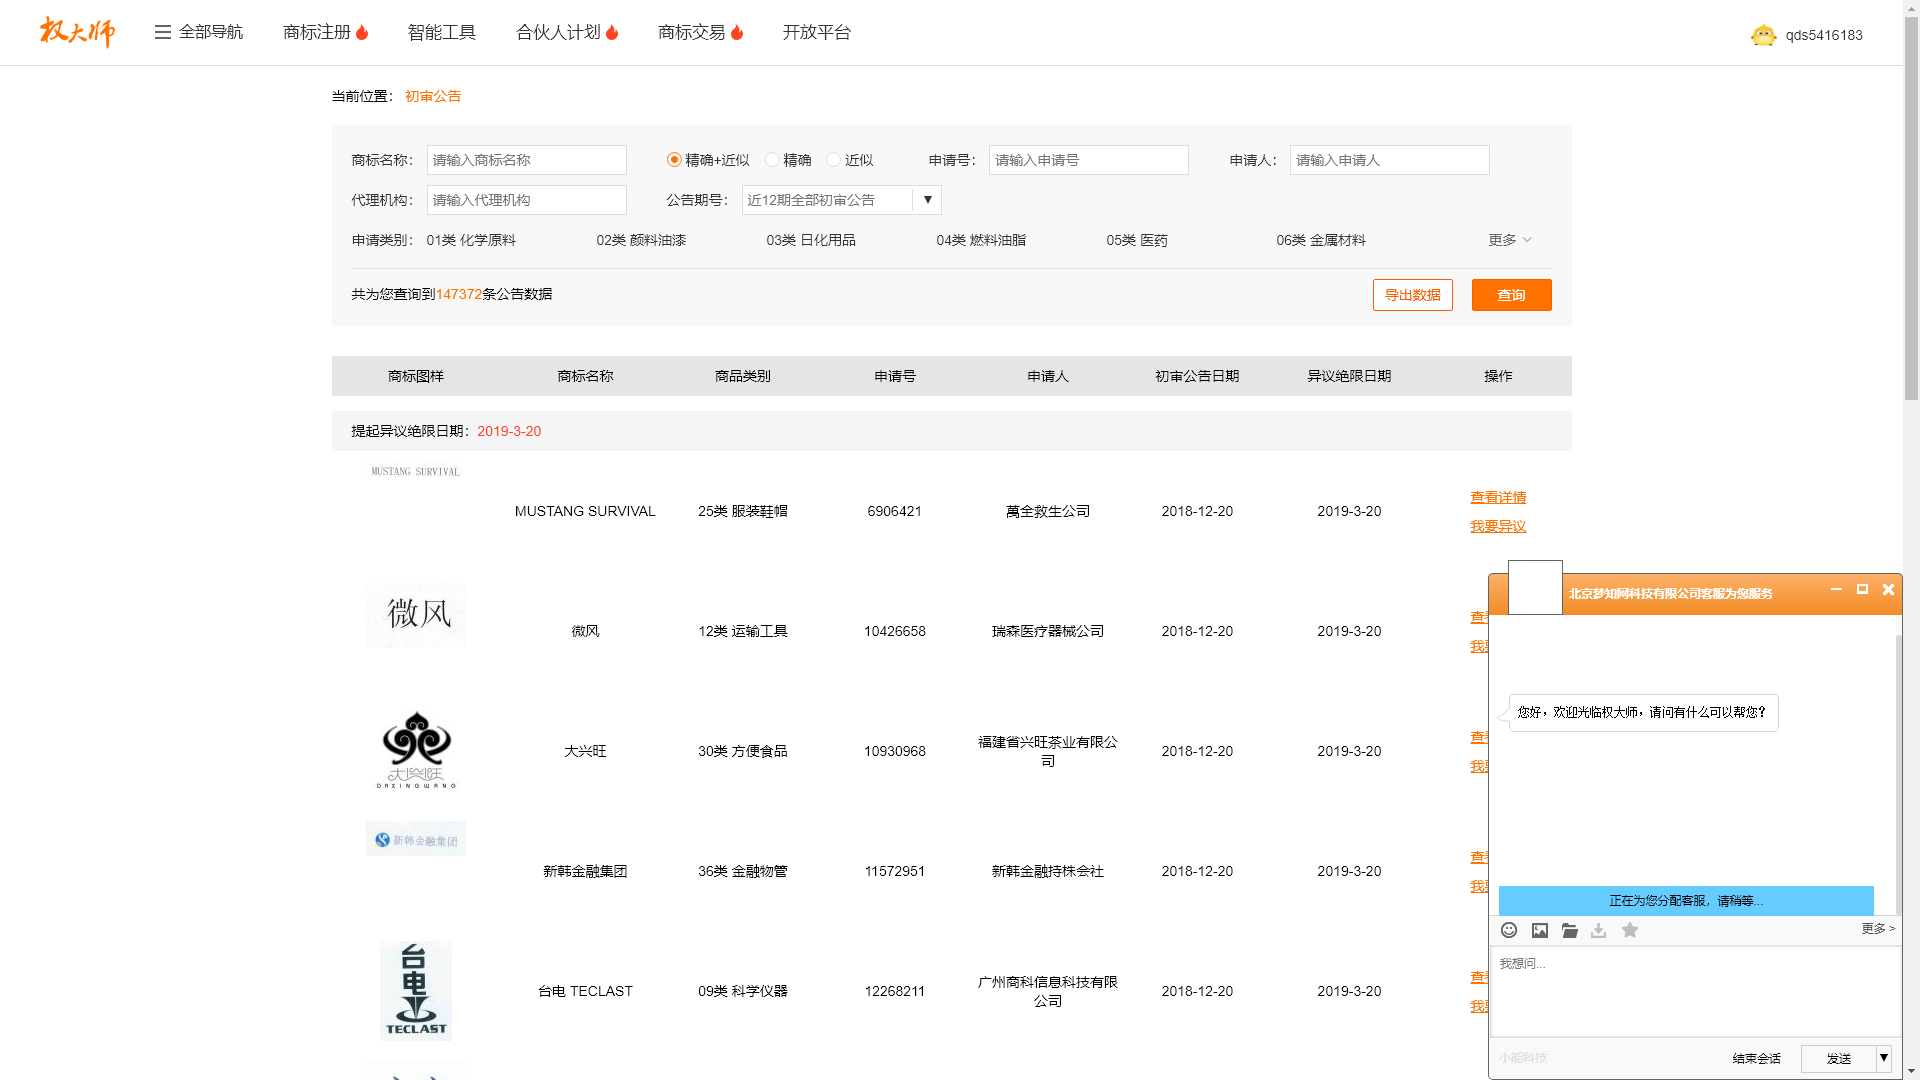 权大师
全部导航
商标注册
智能工具
合伙人计划
商标交易
开放平台
qds5416183
当前位置： 初审公告
商标名称： 请输入商标名称 精确+近似 精确 近似 申请号： 请输入申请号 申请人： 请输入申请人
代理机构： 请输入代理机构 公告期号： 近12期全部初审公告
申请类别： 01类 化学原料 02类 颜料油漆 03类 日化用品 04类 燃料油脂 05类 医药 06类 金属材料 更多
共为您查询到147372条公告数据 导出数据 查询
商标图样 商标名称 商品类别 申请号 申请人 初审公告日期 异议绝限日期 操作
提起异议绝限日期：2019-3-20
MUSTANG SURVIVAL
MUSTANG SURVIVAL 25类 服装鞋帽 6906421 萬全救生公司 2018-12-20 2019-3-20
查看详情
我要异议
微风
微风 12类 运输工具 10426658 瑞森医疗器械公司 2018-12-20 2019-3-20
查
我
大兴旺
DAXINGWANG
大兴旺 30类 方便食品 10930968 福建省兴旺茶业有限公
司
2018-12-20 2019-3-20
查
我
新韩金融集团
新韩金融集团 36类 金融物管 11572951 新韩金融持株会社 2018-12-20 2019-3-20
查
我
台电
TECLAST
台电 TECLAST 09类 科学仪器 12268211 广州商科信息科技有限
公司
2018-12-20 2019-3-20
查
我
北京梦知网科技有限公司客服为您服务
您好，欢迎光临权大师，请问有什么可以帮您？
正在为您分配客服，请稍等...
更多 >
我想问...
小能科技
结束会话
发送